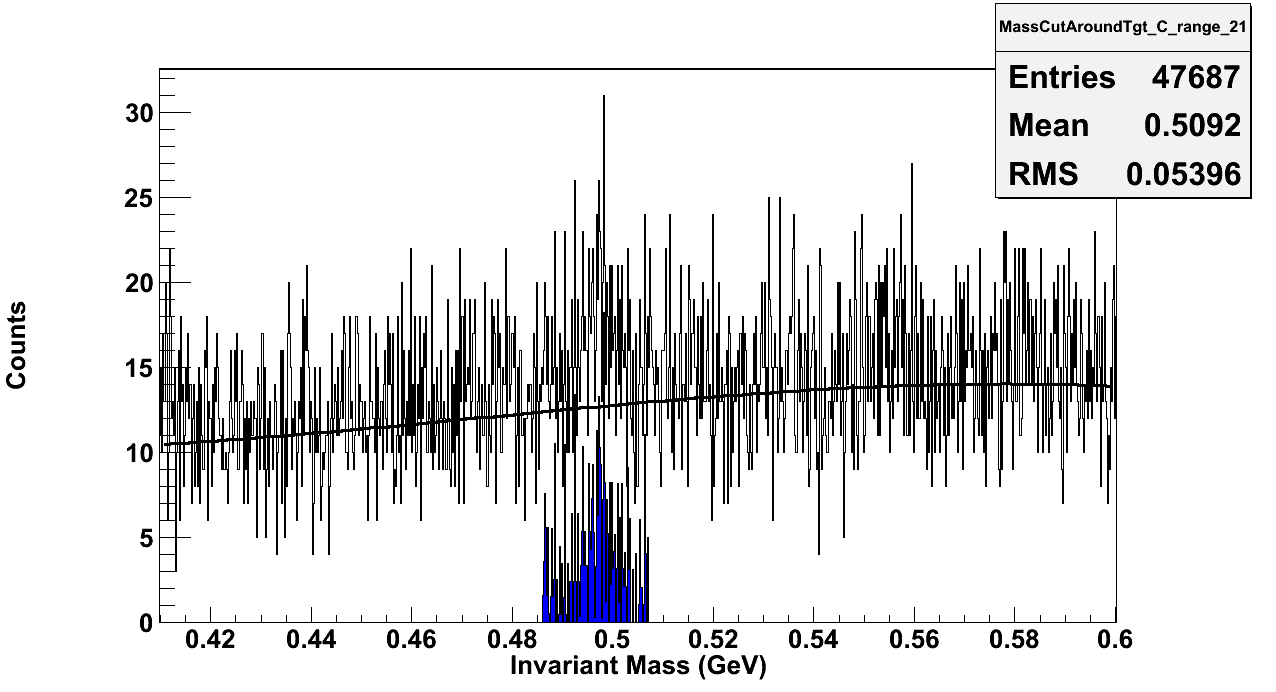 MassCutAroundTgt_C_range_21
Entries 47687
Mean 0.5092
RMS 0.05396
Counts
30
25
20
15
10
5
0
0.42 0.44 0.46 0.48 0.5 0.52 0.54 0.56 0.58 0.6
Invariant Mass (GeV)